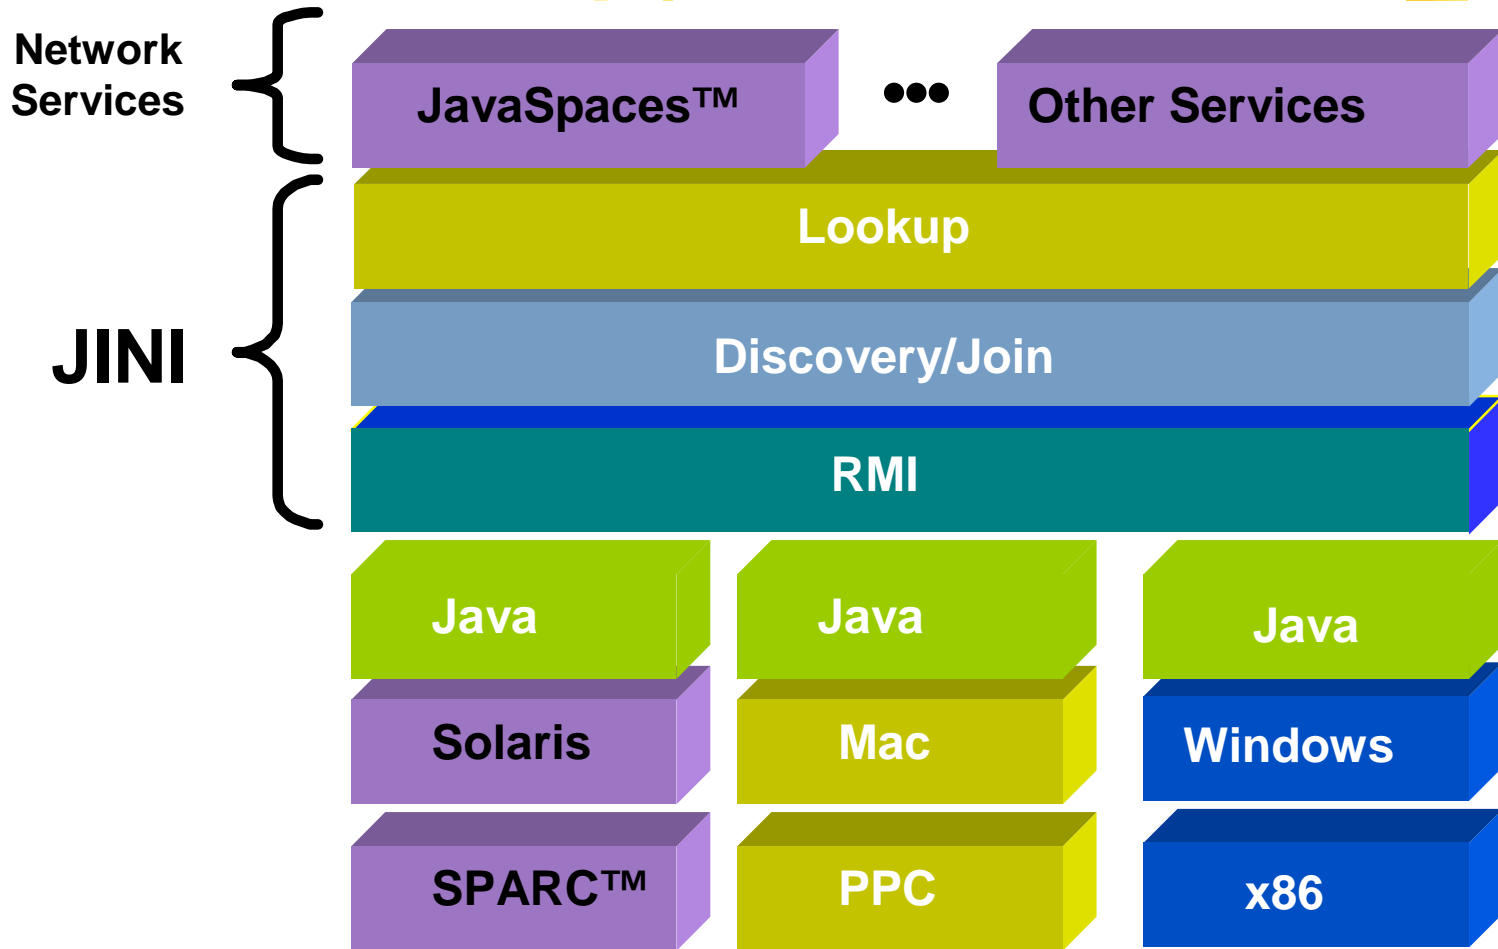 Network
Services
JavaSpaces™
•••
Other Services
Lookup
JINI
Discovery/Join
RMI
Java
Java
Java
Solaris
Mac
Windows
SPARC™
PPC
x86